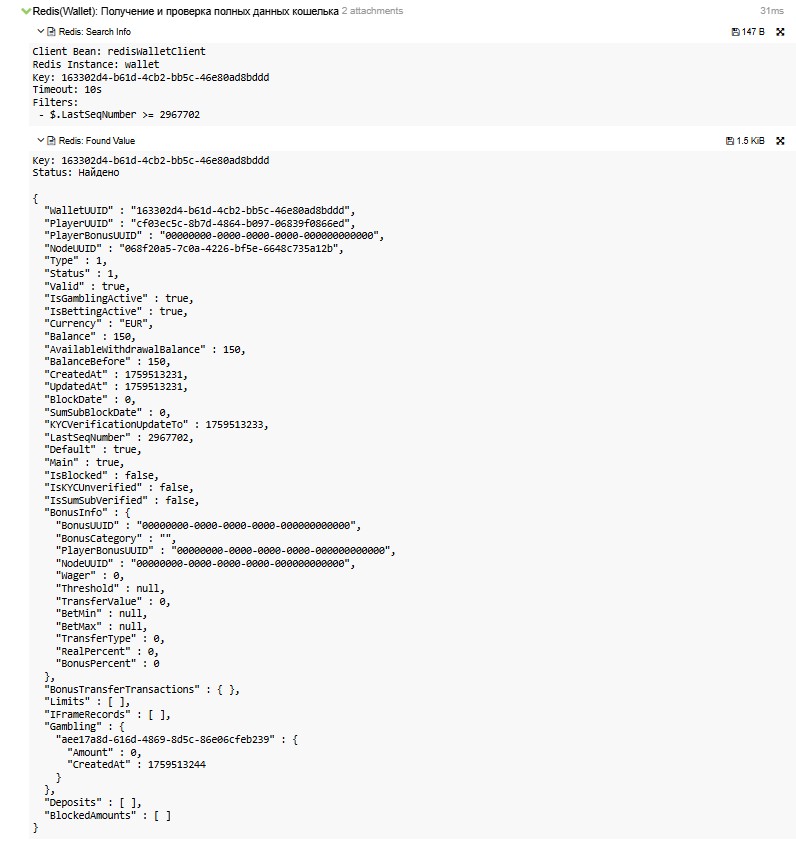 Redis(Wallet): Получение и проверка полных данных кошелька 2 attachments 31ms
Redis: Search Info 147 B
Client Bean: redisWalletClient
Redis Instance: wallet
Key: 163302d4-b61d-4cb2-bb5c-46e80ad8bddd
Timeout: 10s
Filters:
- $.LastSeqNumber >= 2967702
Redis: Found Value 1.5 KiB
Key: 163302d4-b61d-4cb2-bb5c-46e80ad8bddd
Status: Найдено
{
"WalletUUID" : "163302d4-b61d-4cb2-bb5c-46e80ad8bddd",
"PlayerUUID" : "cf03ec5c-8b7d-4864-b097-06839f0866ed",
"PlayerBonusUUID" : "00000000-0000-0000-0000-000000000000",
"NodeUUID" : "068f20a5-7c0a-4226-bf5e-6648c735a12b",
"Type" : 1,
"Status" : 1,
"Valid" : true,
"IsGamblingActive" : true,
"IsBettingActive" : true,
"Currency" : "EUR",
"Balance" : 150,
"AvailableWithdrawalBalance" : 150,
"BalanceBefore" : 150,
"CreatedAt" : 1759513231,
"UpdatedAt" : 1759513231,
"BlockDate" : 0,
"SumSubBlockDate" : 0,
"KYCVerificationUpdateTo" : 1759513233,
"LastSeqNumber" : 2967702,
"Default" : true,
"Main" : true,
"IsBlocked" : false,
"IsKYCUnverified" : false,
"IsSumSubVerified" : false,
"BonusInfo" : {
"BonusUUID" : "00000000-0000-0000-0000-000000000000",
"BonusCategory" : "",
"PlayerBonusUUID" : "00000000-0000-0000-0000-000000000000",
"NodeUUID" : "00000000-0000-0000-0000-000000000000",
"Wager" : 0,
"Threshold" : null,
"TransferValue" : 0,
"BetMin" : null,
"BetMax" : null,
"TransferType" : 0,
"RealPercent" : 0,
"BonusPercent" : 0
},
"BonusTransferTransactions" : { },
"Limits" : [ ],
"IFrameRecords" : [ ],
"Gambling" : {
"aee17a8d-616d-4869-8d5c-86e06cfeb239" : {
"Amount" : 0,
"CreatedAt" : 1759513244
}
},
"Deposits" : [ ],
"BlockedAmounts" : [ ]
}